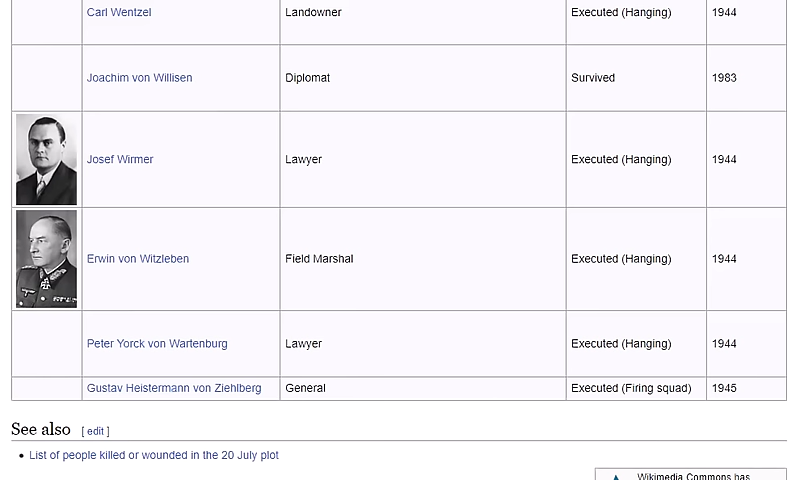 Carl Wentzel Landowner Executed (Hanging) 1944
Joachim von Willisen Diplomat Survived 1983
Josef Wirmer Lawyer Executed (Hanging) 1944
Erwin von Witzleben Field Marshal Executed (Hanging) 1944
Peter Yorck von Wartenburg Lawyer Executed (Hanging) 1944
Gustav Heistermann von Ziehlberg General Executed (Firing squad) 1945
See also [ edit ]
• List of people killed or wounded in the 20 July plot
Wikimedia Commons has